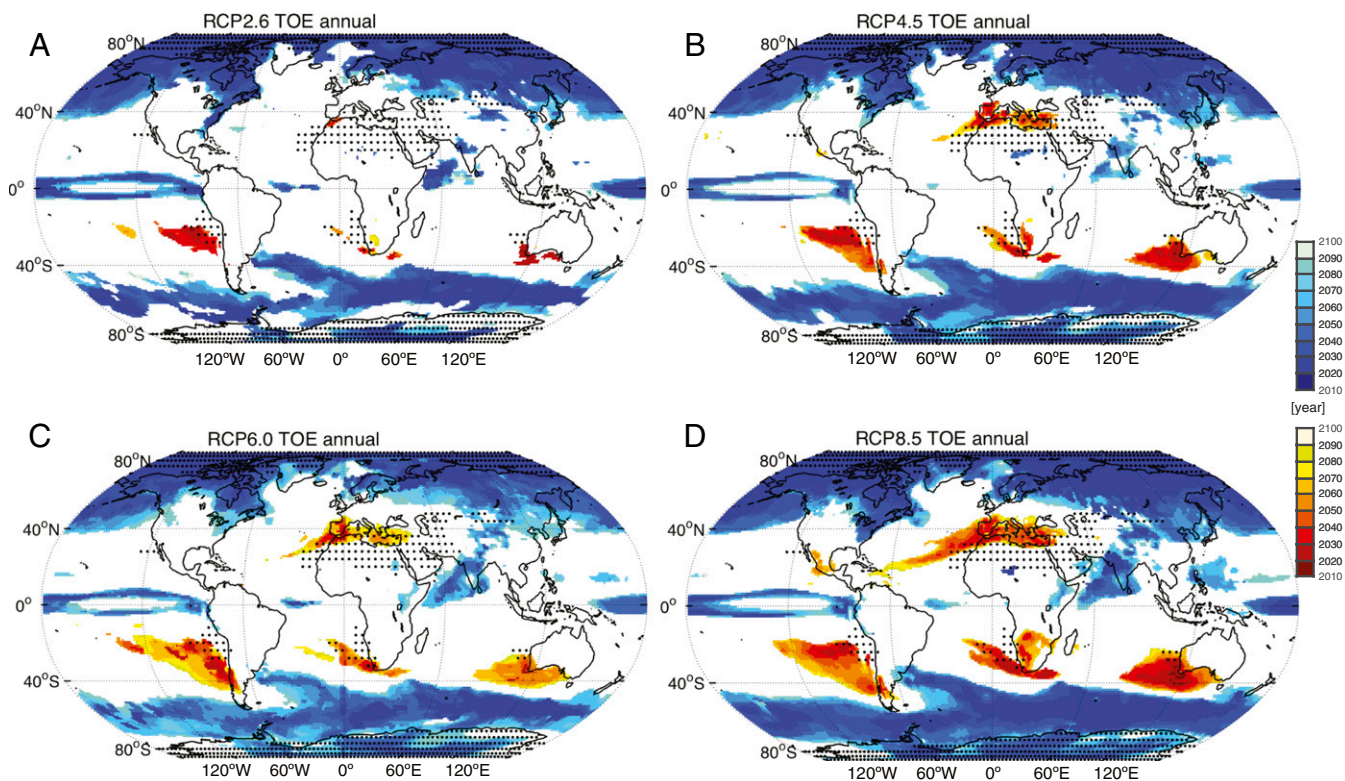 RCP2.6 TOE annual
RCP4.5 TOE annual
A
B
80°N
80°N
40°N
40°N
0°
0°
40°S
40°S
80°S
80°S
120°W 60°W 0° 60°E 120°E
120°W 60°W 0° 60°E 120°E
2100
2090
2080
2070
2060
2050
2040
2030
2020
2010
[year]
2100
2090
2080
2070
2060
2050
2040
2030
2020
2010
C
D
RCP6.0 TOE annual
RCP8.5 TOE annual
80°N
80°N
40°N
40°N
0°
0°
40°S
40°S
80°S
80°S
120°W 60°W 0° 60°E 120°E
120°W 60°W 0° 60°E 120°E